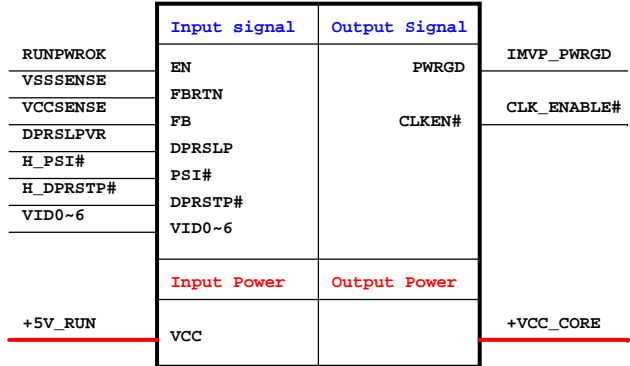 Input signal Output Signal
RUNPWROK EN PWRGD IMVP_PWRGD
VSSSENSE FBRTN
VCCSENSE FB CLKEN# CLK_ENABLE#
DPRSLPVR DPRSLP
H_PSI# PSI#
H_DPRSTP# DPRSTP#
VID0~6 VID0~6
Input Power Output Power
+5V_RUN VCC +VCC_CORE